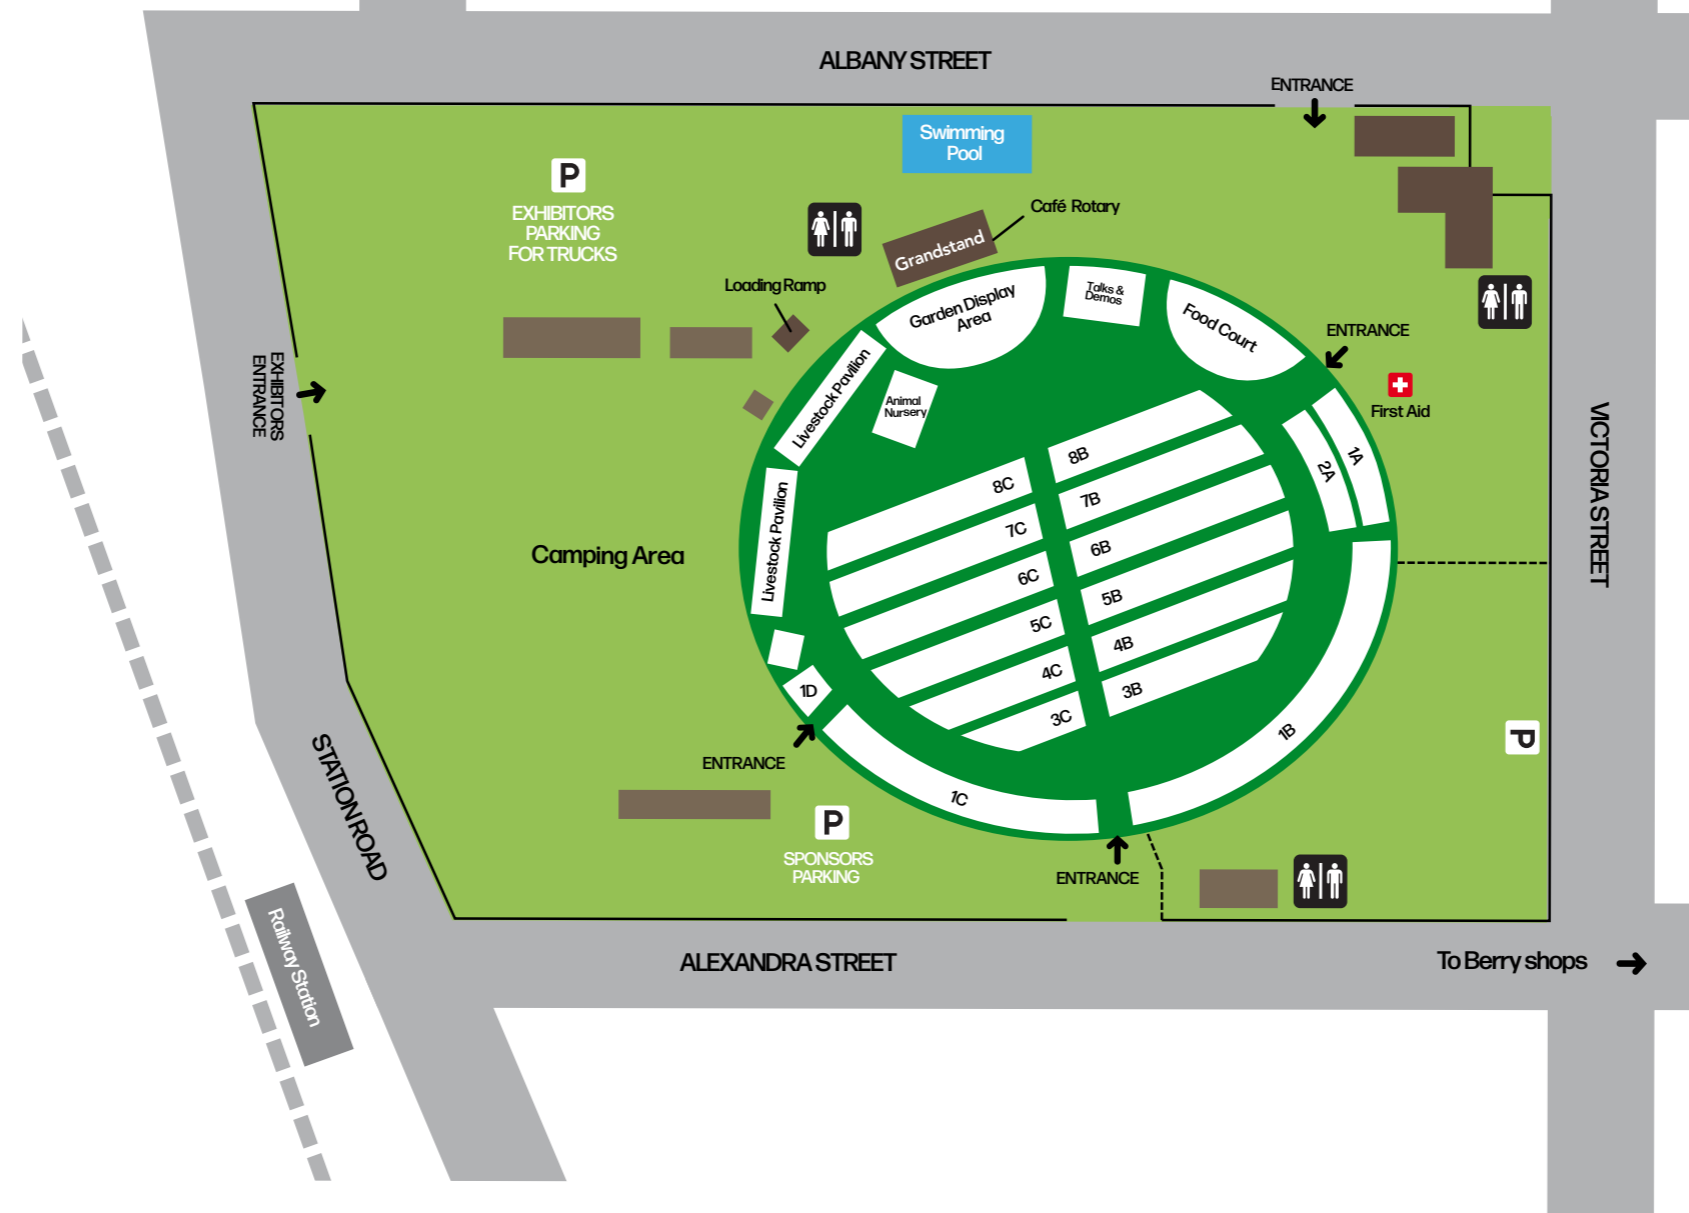 ALBANY STREET
ENTRANCE
Swimming
Pool
P
EXHIBITORS
PARKING
FOR TRUCKS
Café Rotary
Grandstand
Loading Ramp
Garden Display
Area
Talks &
Demos
Food Court
ENTRANCE
First Aid
EXHIBITORS
ENTRANCE
Livestock Pavilion
Animal
Nursery
1A
2A
8B
8C
7B
7C
6B
6C
5B
5C
4B
4C
3B
3C
Livestock Pavilion
Camping Area
VICTORIA STREET
1D
1B
1C
ENTRANCE
P
STATION ROAD
P
SPONSORS
PARKING
ENTRANCE
Railway Station
ALEXANDRA STREET
To Berry shops